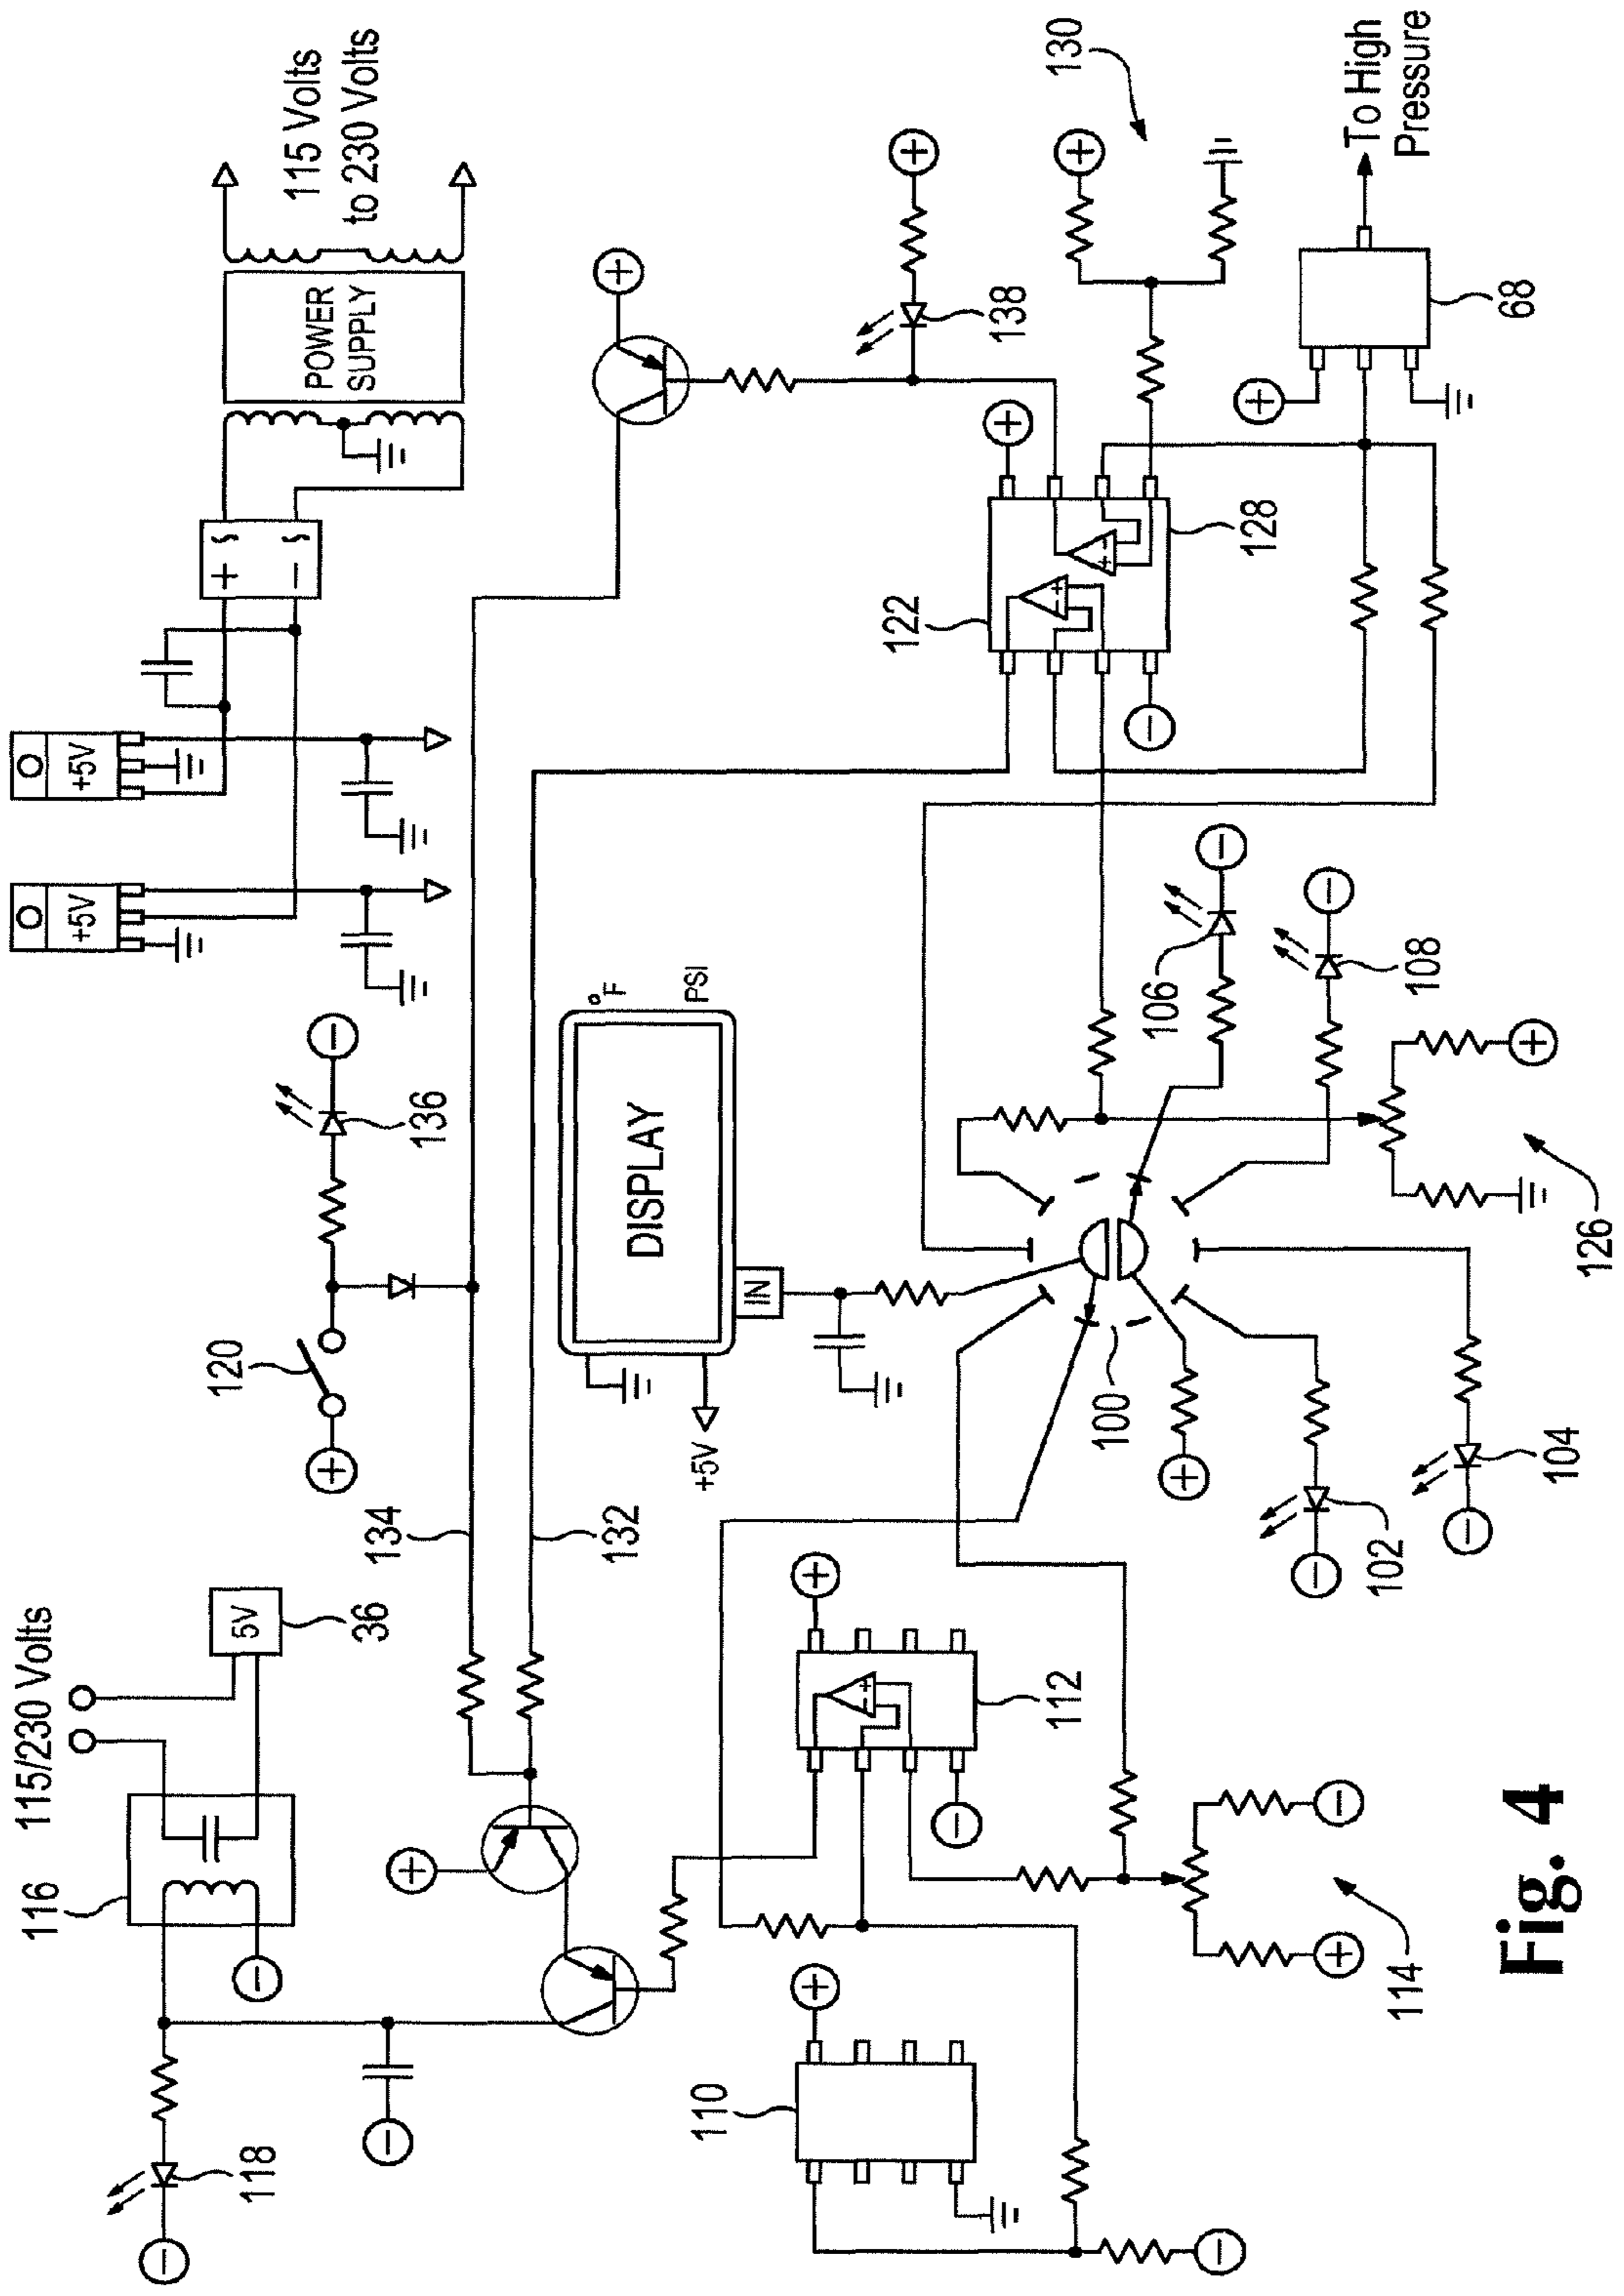 115/230 Volts
116
5V
36
118
134
132
120
136
+5V
+5V
POWER
SUPPLY
115 Volts
to 230 Volts
DISPLAY
°F
PSI
IN
+5V
110
112
114
100
102
104
106
108
126
122
128
138
130
68
To High
Pressure
Fig. 4